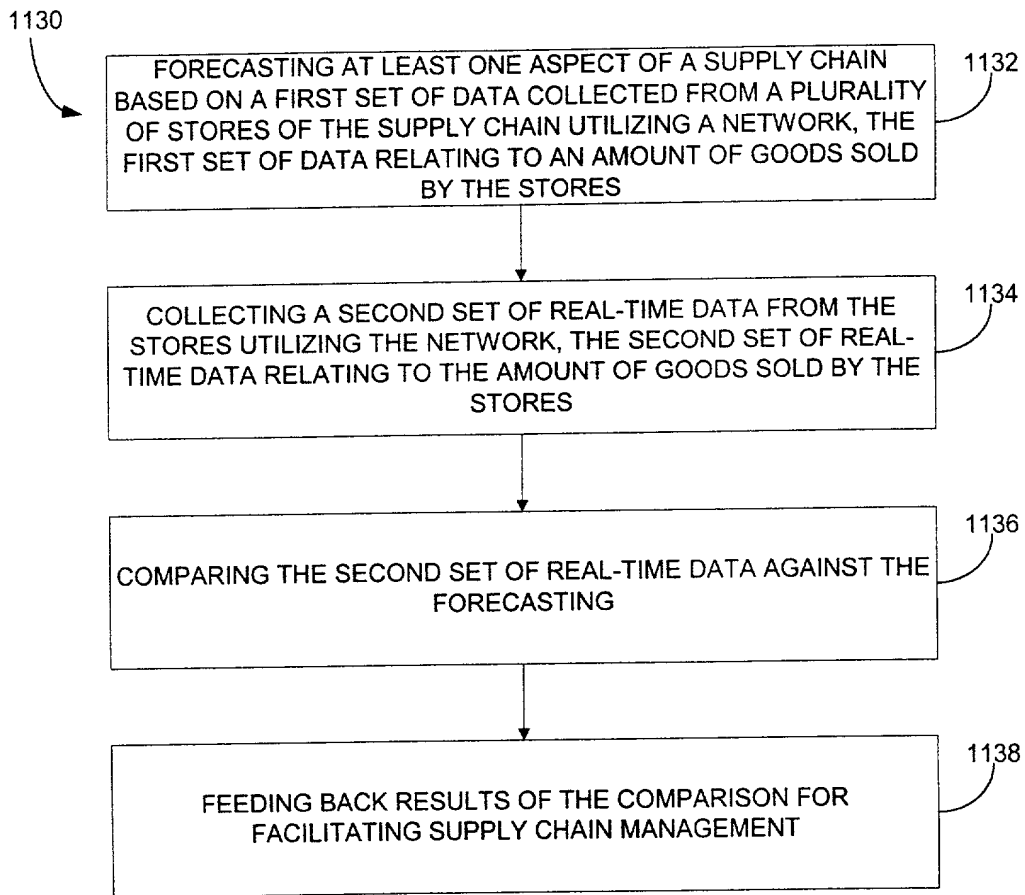 1130
FORECASTING AT LEAST ONE ASPECT OF A SUPPLY CHAIN
BASED ON A FIRST SET OF DATA COLLECTED FROM A PLURALITY
OF STORES OF THE SUPPLY CHAIN UTILIZING A NETWORK, THE
FIRST SET OF DATA RELATING TO AN AMOUNT OF GOODS SOLD
BY THE STORES
1132
COLLECTING A SECOND SET OF REAL-TIME DATA FROM THE
STORES UTILIZING THE NETWORK, THE SECOND SET OF REAL-
TIME DATA RELATING TO THE AMOUNT OF GOODS SOLD BY THE
STORES
1134
COMPARING THE SECOND SET OF REAL-TIME DATA AGAINST THE
FORECASTING
1136
FEEDING BACK RESULTS OF THE COMPARISON FOR
FACILITATING SUPPLY CHAIN MANAGEMENT
1138